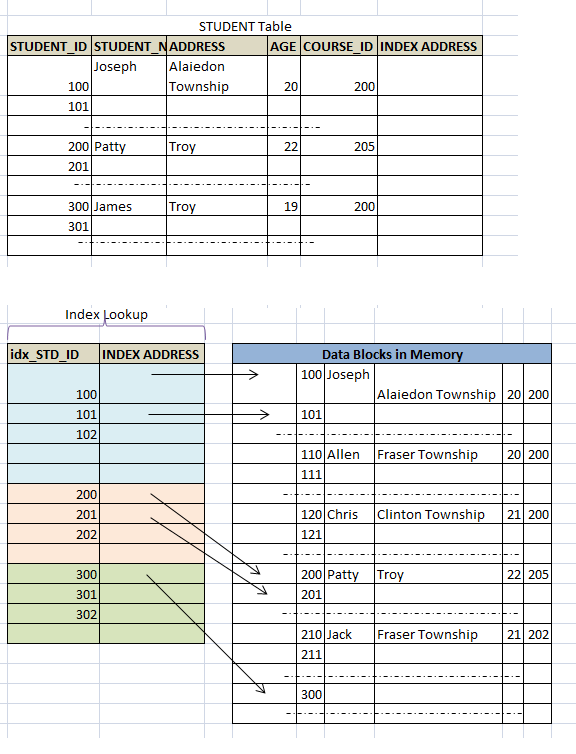 STUDENT Table
STUDENT_ID STUDENT_N ADDRESS AGE COURSE_ID INDEX ADDRESS
Joseph Alaiedon
100 Township 20 200
101
200 Patty Troy 22 205
201
300 James Troy 19 200
301
Index Lookup
idx_STD_ID INDEX ADDRESS
100
101
102
200
201
202
300
301
302
Data Blocks in Memory
100 Joseph
Alaiedon Township 20 200
101
110 Allen Fraser Township 20 200
111
120 Chris Clinton Township 21 200
121
200 Patty Troy 22 205
201
210 Jack Fraser Township 21 202
211
300